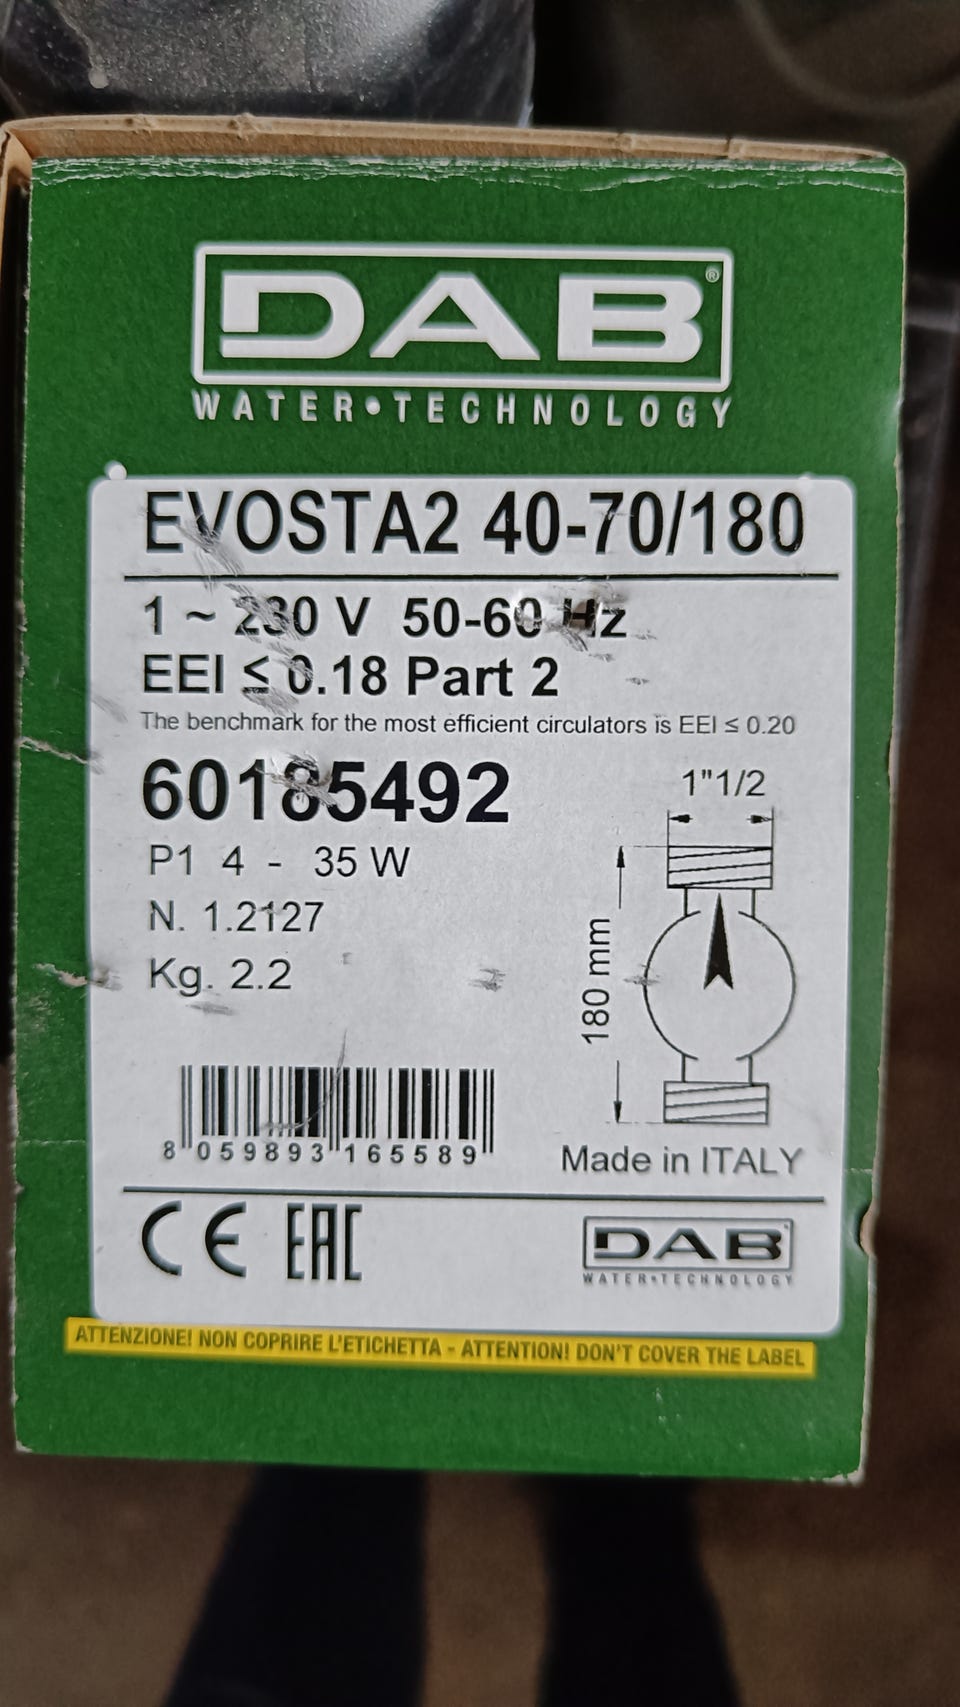 DAB®
WATER•TECHNOLOGY
EVOSTA2 40-70/180
1 ~ 230 V 50-60 Hz
EEI ≤ 0.18 Part 2
The benchmark for the most efficient circulators is EEI ≤ 0.20
60185492
1"1/2
P1 4 - 35 W
N. 1.2127
Kg. 2.2
180 mm
8 059893 165589
Made in ITALY
CE EAC
DAB
WATER•TECHNOLOGY
ATTENZIONE! NON COPRIRE L'ETICHETTA - ATTENTION! DON'T COVER THE LABEL